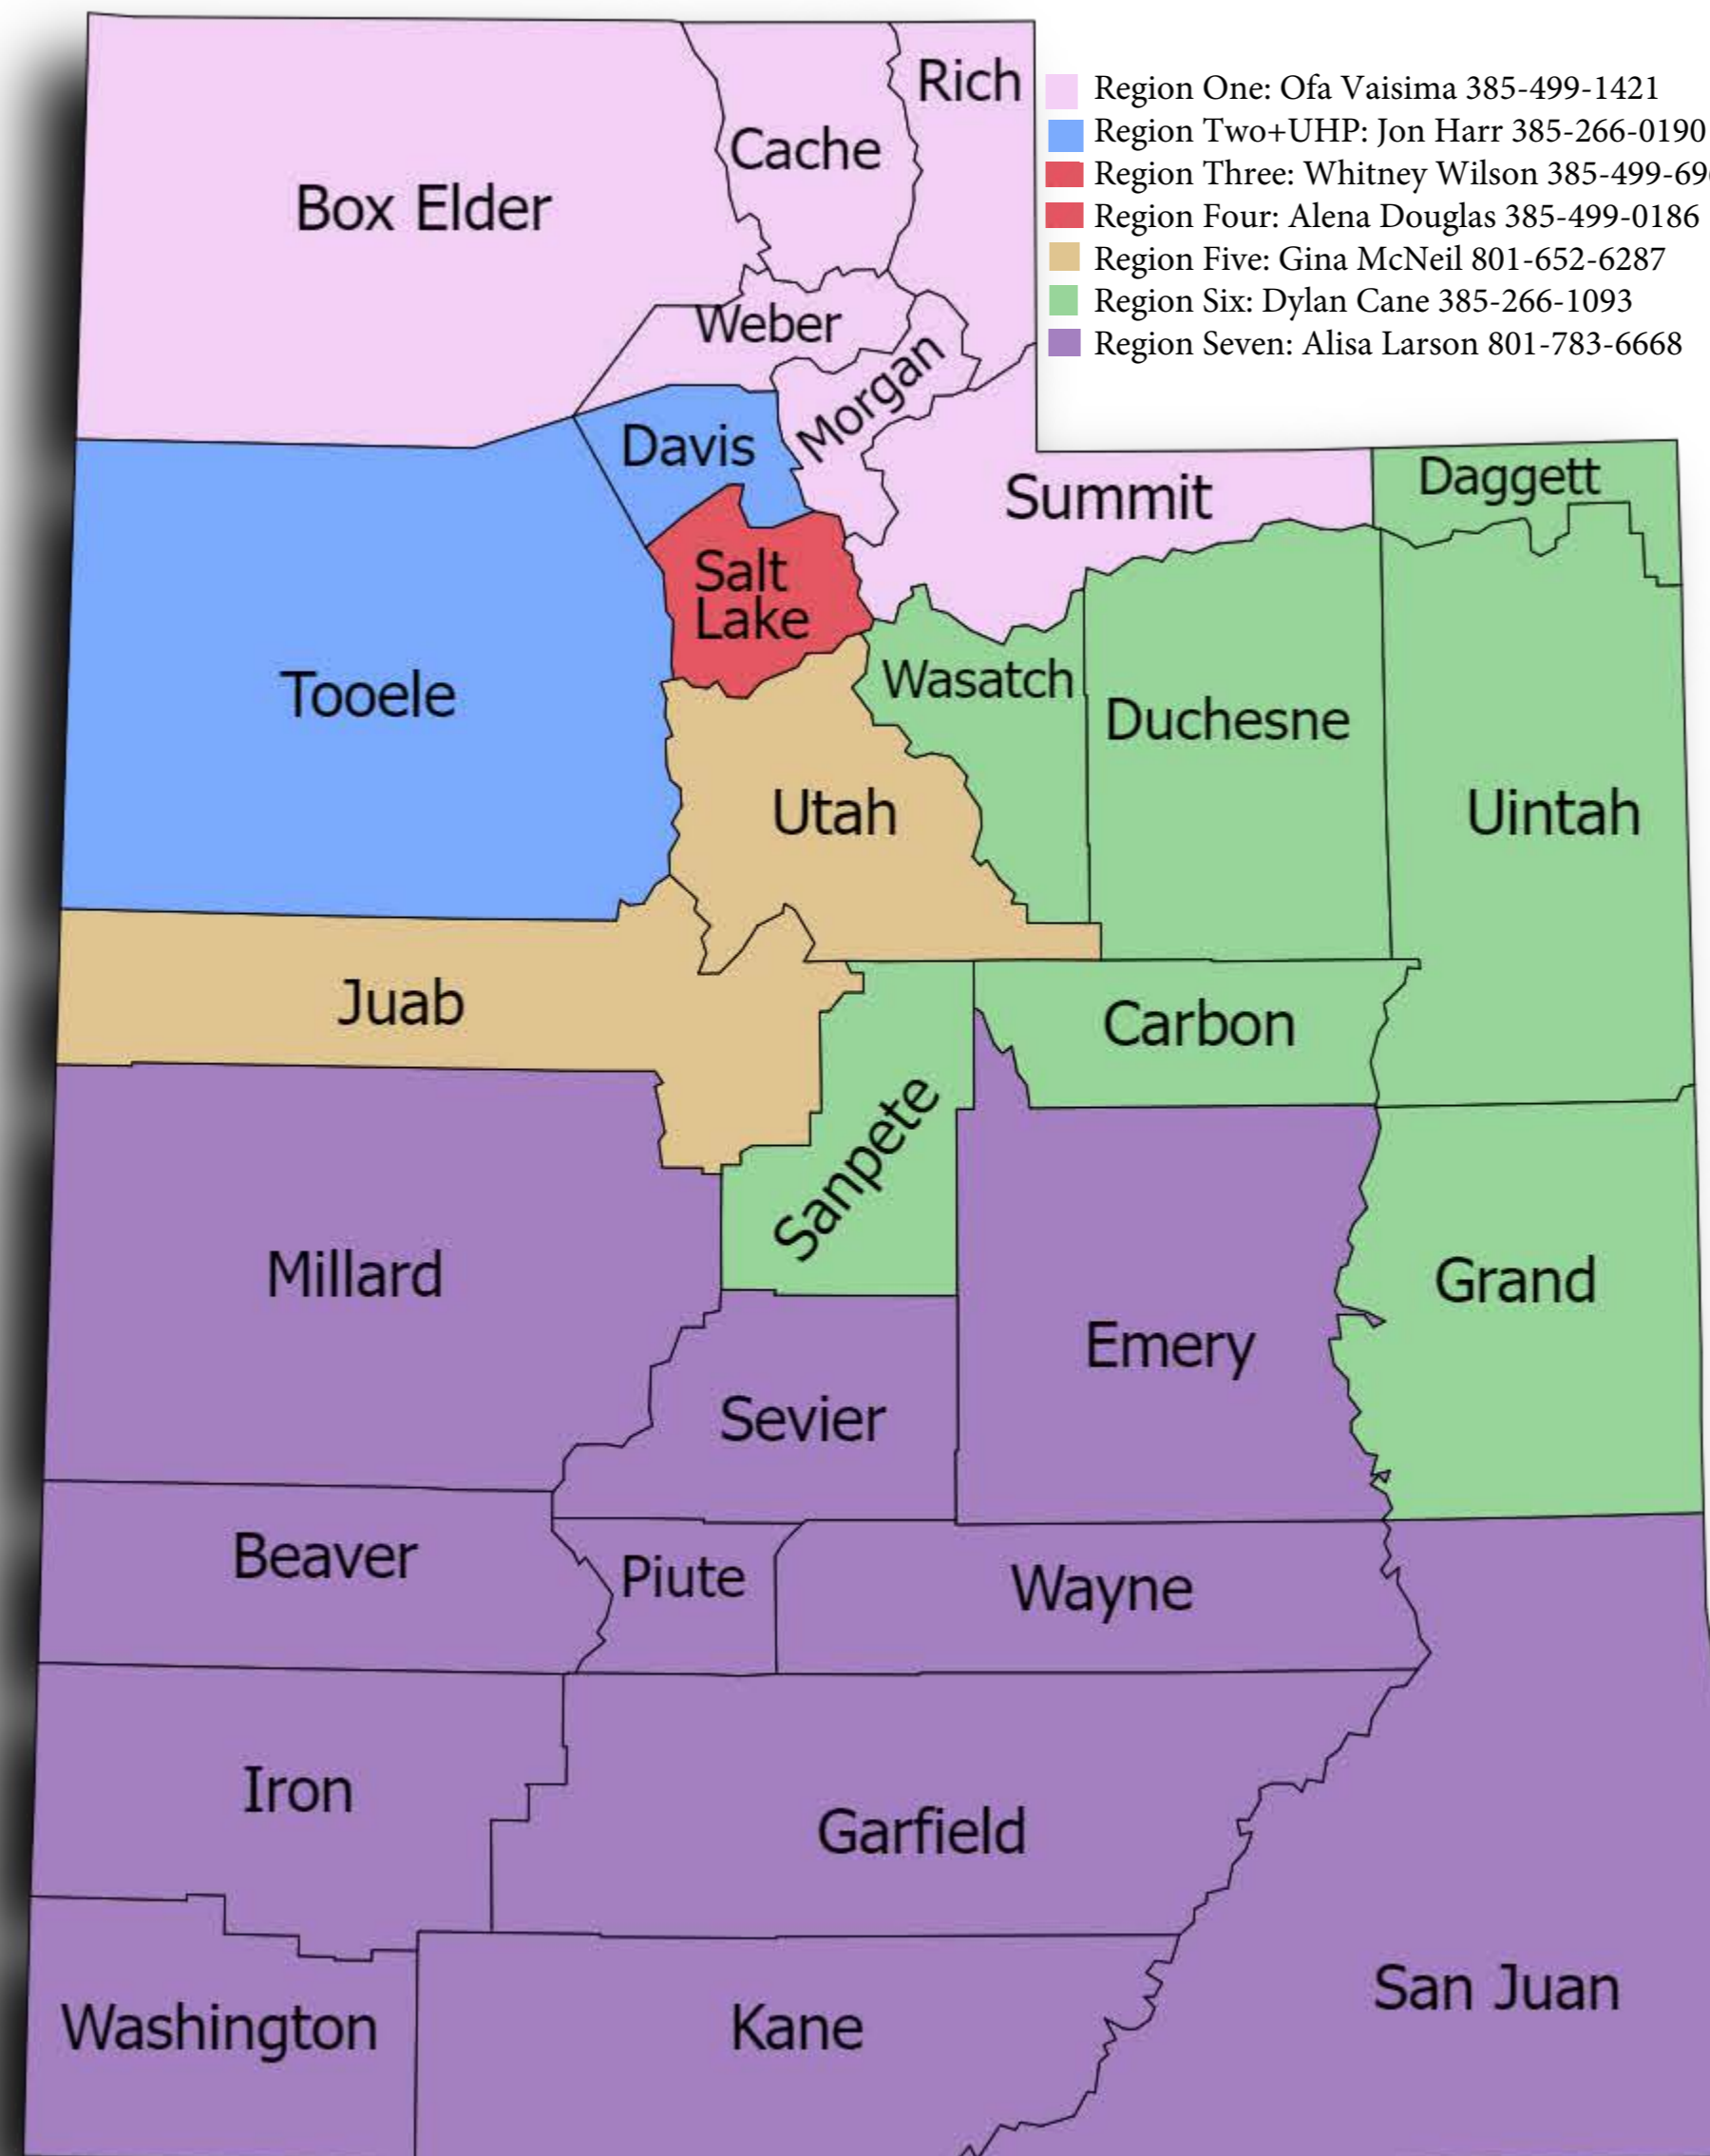 Rich
Region One: Ofa Vaisima 385-499-1421
Region Two+UHP: Jon Harr 385-266-0190
Region Three: Whitney Wilson
Region Four: Alena Douglas 385-499-0186
Region Five: Gina McNeil 801-652-6287
Region Six: Dylan Cane 385-266-1093
Region Seven: Alisa Larson 801-783-6668
Cache
Box Elder
Weber
Morgan
Davis
Summit
Daggett
Salt
Lake
Wasatch
Tooele
Duchesne
Utah
Uintah
Juab
Carbon
Sanpete
Millard
Grand
Emery
Sevier
Beaver
Piute
Wayne
Iron
Garfield
San Juan
Washington
Kane